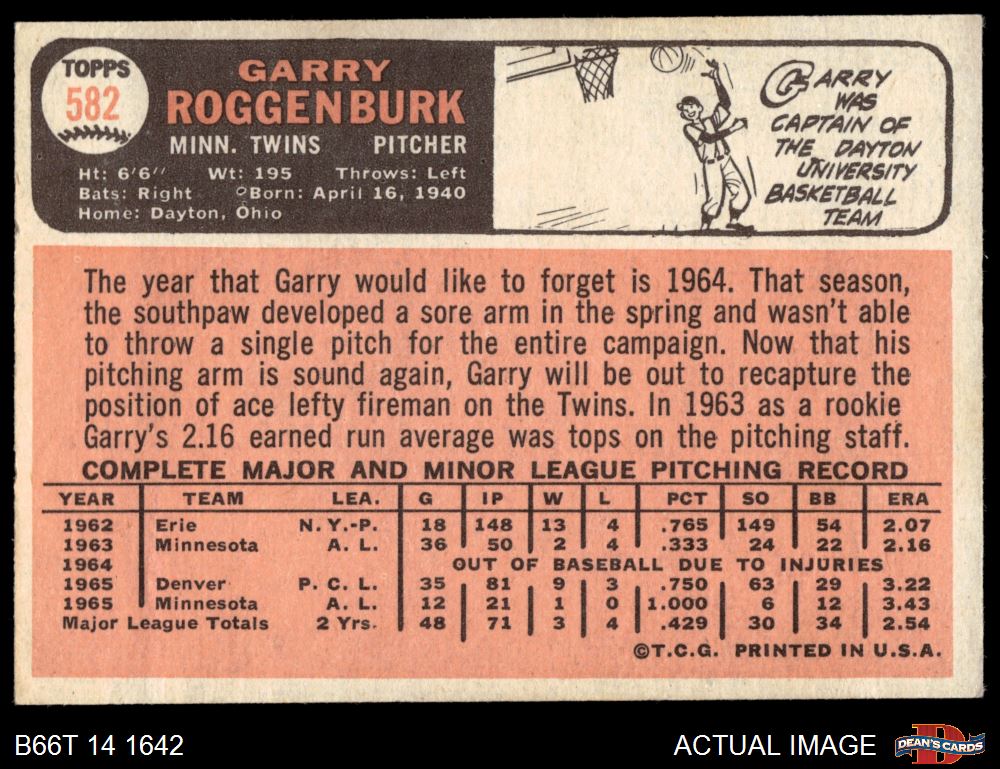 TOPPS
582
GARRY
ROGGENBURK
MINN. TWINS PITCHER
Ht: 6'6" Wt: 195 Throws: Left
Bats: Right Born: April 16, 1940
Home: Dayton, Ohio
GARRY
WAS
CAPTAIN OF
THE DAYTON
UNIVERSITY
BASKETBALL
TEAM
The year that Garry would like to forget is 1964. That season,
the southpaw developed a sore arm in the spring and wasn't able
to throw a single pitch for the entire campaign. Now that his
pitching arm is sound again, Garry will be out to recapture the
position of ace lefty fireman on the Twins. In 1963 as a rookie
Garry's 2.16 earned run average was tops on the pitching staff.
COMPLETE MAJOR AND MINOR LEAGUE PITCHING RECORD
YEAR TEAM LEA. G IP W L PCT SO BB ERA
1962 Erie N.Y.-P. 18 148 13 4 .765 149 54 2.07
1963 Minnesota A. L. 36 50 2 4 .333 24 22 2.16
1964 OUT OF BASEBALL DUE TO INJURIES
1965 Denver P. C. L. 35 81 9 3 .750 63 29 3.22
1965 Minnesota A. L. 12 21 1 0 1.000 6 12 3.43
Major League Totals 2 Yrs. 48 71 3 4 .429 30 34 2.54
©T.C.G. PRINTED IN U.S.A.
B66T 14 1642
ACTUAL IMAGE
D
DEAN'S CARDS